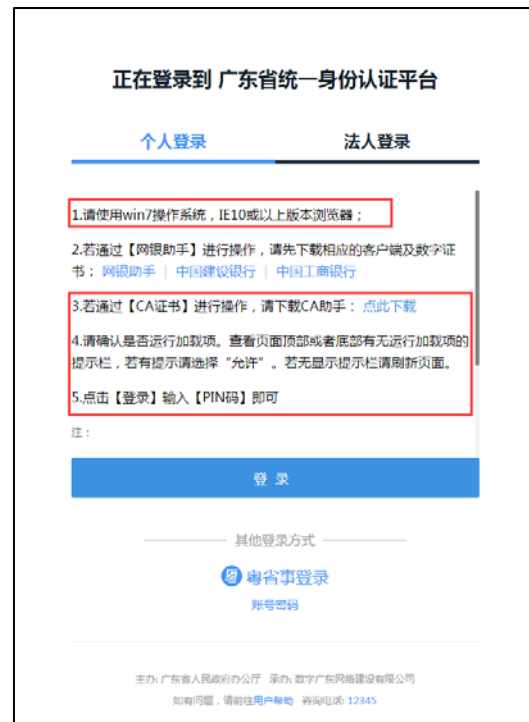 正在登录到 广东省统一身份认证平台
个人登录 法人登录
1.请使用win7操作系统，IE10或以上版本浏览器；
2.若通过【网银助手】进行操作，请先下载相应的客户端及数字证
书： 网银助手 | 中国建设银行 | 中国工商银行
3.若通过【CA证书】进行操作，请下载CA助手： 点此下载
4.请确认是否运行加载项。查看页面顶部或者底部有无运行加载项的
提示栏，若有提示请选择“允许”。若无显示提示栏请刷新页面。
5.点击【登录】输入【PIN码】即可
注：
登 录
其他登录方式
粤省事登录
账号密码
主办: 广东省人民政府办公厅 承办: 数字广东网络建设有限公司
如有问题，请前往用户帮助 咨询电话: 12345